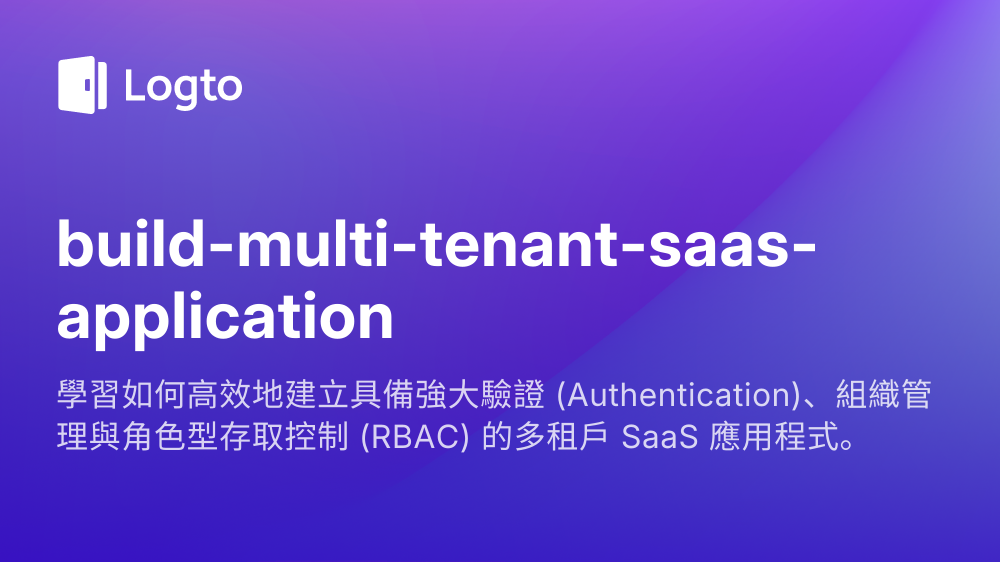 Logto
build-multi-tenant-saas-
application
學習如何高效地建立具備強大驗證 (Authentication)、組織管
理與角色型存取控制 (RBAC) 的多租戶 SaaS 應用程式。